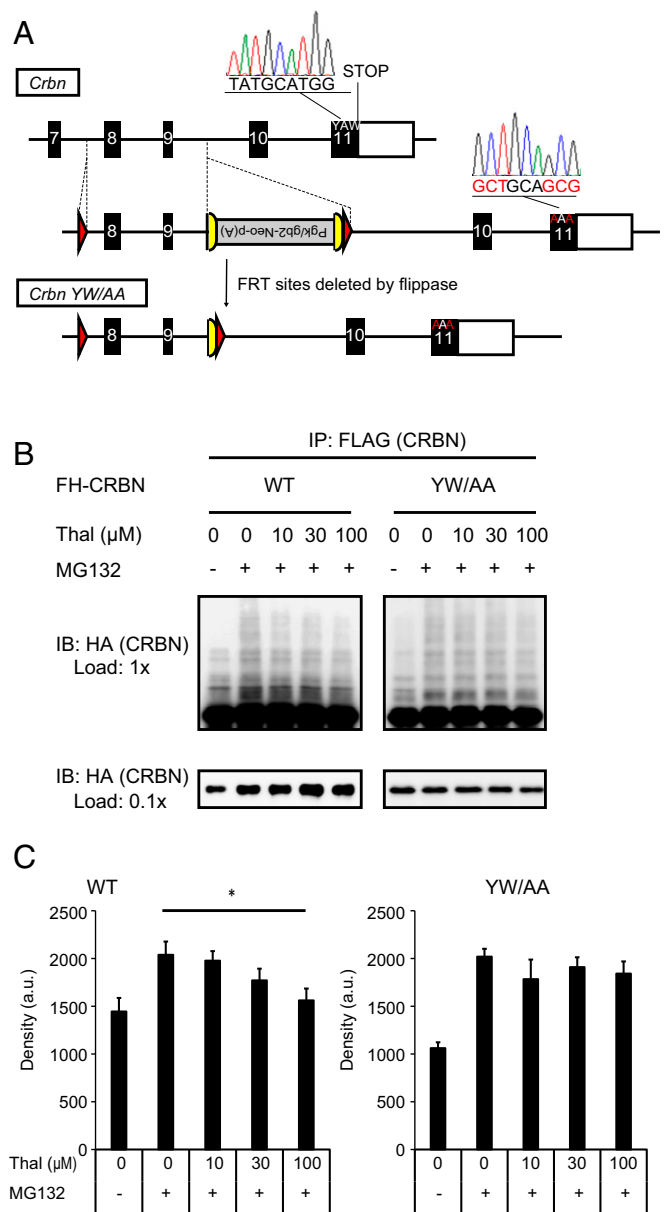 A
Crbn
TATGCATGG
STOP
7 8 9 10 YAW 11
GCTGCAGCG
8 9 Pgk/gb2-Neo-p(A) 10 AAA 11
FRT sites deleted by flippase
Crbn YW/AA
8 9 10 AAA 11
B
IP: FLAG (CRBN)
FH-CRBN WT YW/AA
Thal (µM) 0 0 10 30 100 0 0 10 30 100
MG132 - + + + + - + + + +
IB: HA (CRBN)
Load: 1x
IB: HA (CRBN)
Load: 0.1x
C
WT
*
Density (a.u.)
2500
2000
1500
1000
500
0
Thal (µM) 0 0 10 30 100
MG132 - + + + +
YW/AA
Density (a.u.)
2500
2000
1500
1000
500
0
0 0 10 30 100
- + + + +